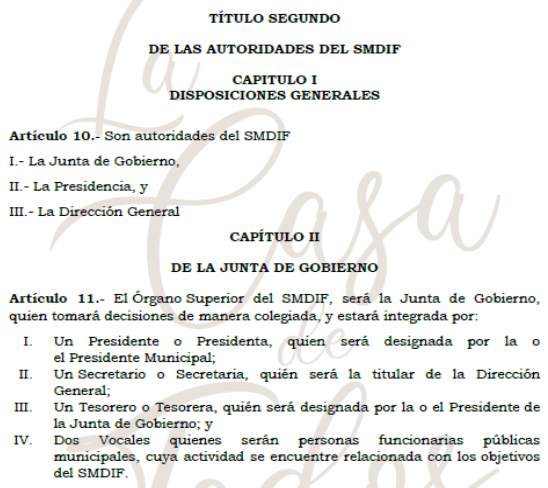 TÍTULO SEGUNDO
DE LAS AUTORIDADES DEL SMDIF
CAPITULO I
DISPOSICIONES GENERALES
Artículo 10.- Son autoridades del SMDIF
I.- La Junta de Gobierno,
II.- La Presidencia, y
III.- La Dirección General
CAPÍTULO II
DE LA JUNTA DE GOBIERNO
Artículo 11.- El Órgano Superior del SMDIF, será la Junta de Gobierno,
quien tomará decisiones de manera colegiada, y estará integrada por:
I. Un Presidente o Presidenta, quien será designada por la o
el Presidente Municipal;
II. Un Secretario o Secretaria, quién será la titular de la Dirección
General;
III. Un Tesorero o Tesorera, quién será designada por la o el Presidente de
la Junta de Gobierno; y
IV. Dos Vocales quienes serán personas funcionarias públicas
municipales, cuya actividad se encuentre relacionada con los objetivos
del SMDIF.
La
Casa
de
Todos